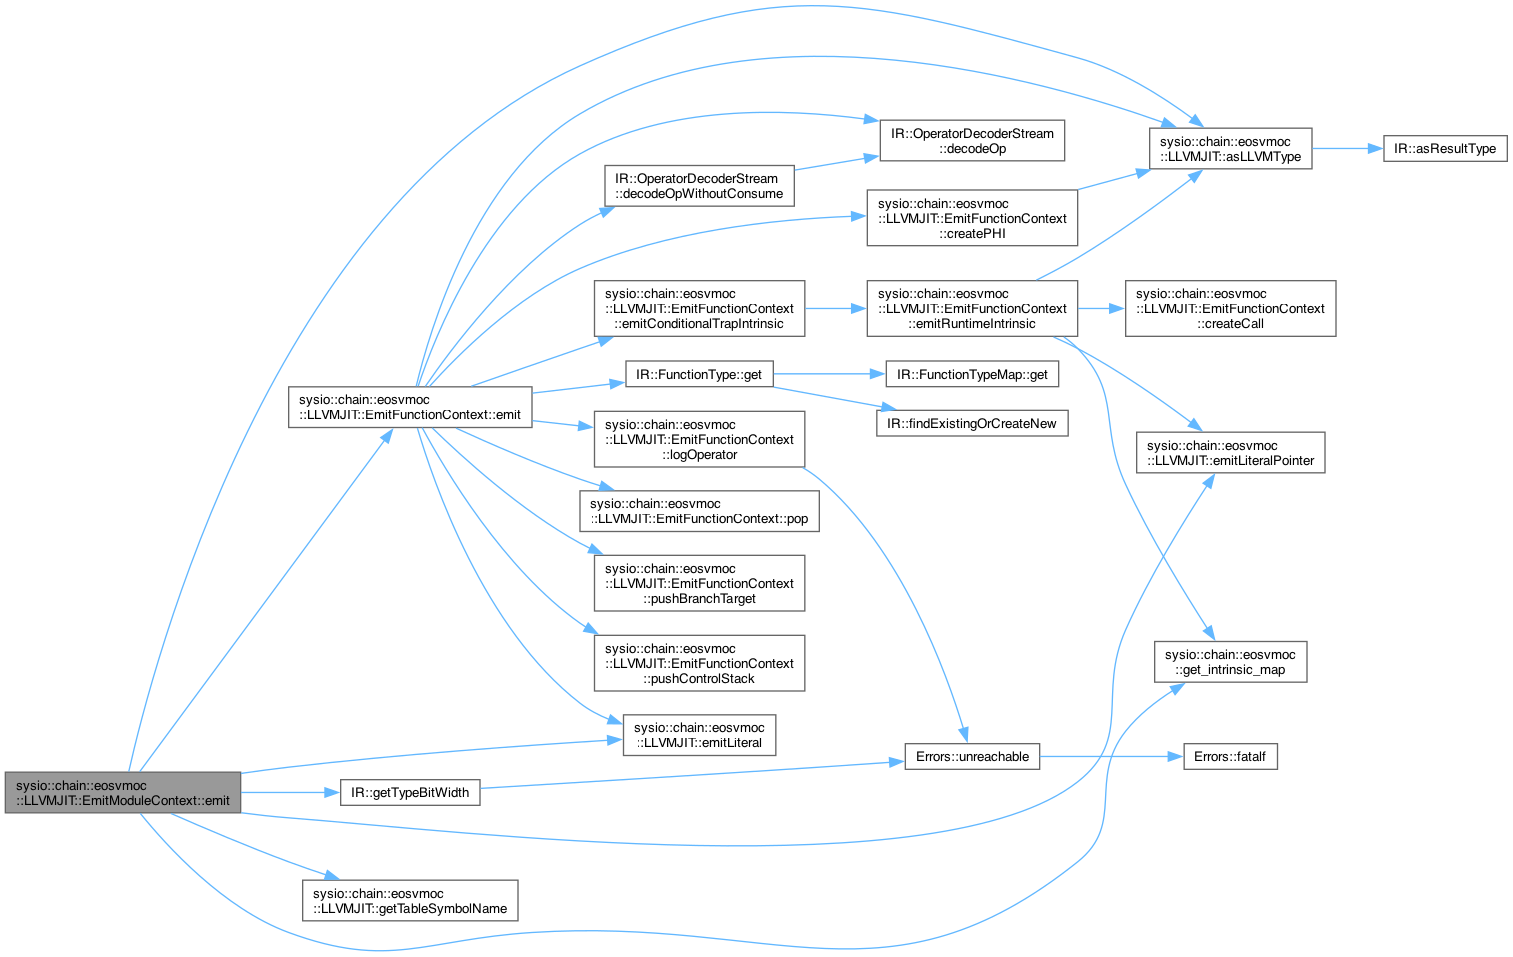 sysio::chain::eosvmoc
::LLVMJIT::EmitModuleContext::emit
sysio::chain::eosvmoc
::LLVMJIT::EmitFunctionContext::emit
IR::OperatorDecoderStream
::decodeOpWithoutConsume
IR::OperatorDecoderStream
::decodeOp
sysio::chain::eosvmoc
::LLVMJIT::asLLVMType
IR::asResultType
sysio::chain::eosvmoc
::LLVMJIT::EmitFunctionContext
::createPHI
sysio::chain::eosvmoc
::LLVMJIT::EmitFunctionContext
::emitConditionalTrapIntrinsic
sysio::chain::eosvmoc
::LLVMJIT::EmitFunctionContext
::emitRuntimeIntrinsic
sysio::chain::eosvmoc
::LLVMJIT::EmitFunctionContext
::createCall
IR::FunctionType::get
IR::FunctionTypeMap::get
IR::findExistingOrCreateNew
sysio::chain::eosvmoc
::LLVMJIT::EmitFunctionContext
::logOperator
sysio::chain::eosvmoc
::LLVMJIT::emitLiteralPointer
sysio::chain::eosvmoc
::LLVMJIT::EmitFunctionContext::pop
sysio::chain::eosvmoc
::LLVMJIT::EmitFunctionContext
::pushBranchTarget
sysio::chain::eosvmoc
::LLVMJIT::EmitFunctionContext
::pushControlStack
sysio::chain::eosvmoc
::get_intrinsic_map
sysio::chain::eosvmoc
::LLVMJIT::emitLiteral
Errors::unreachable
Errors::fatalf
IR::getTypeBitWidth
sysio::chain::eosvmoc
::LLVMJIT::getTableSymbolName